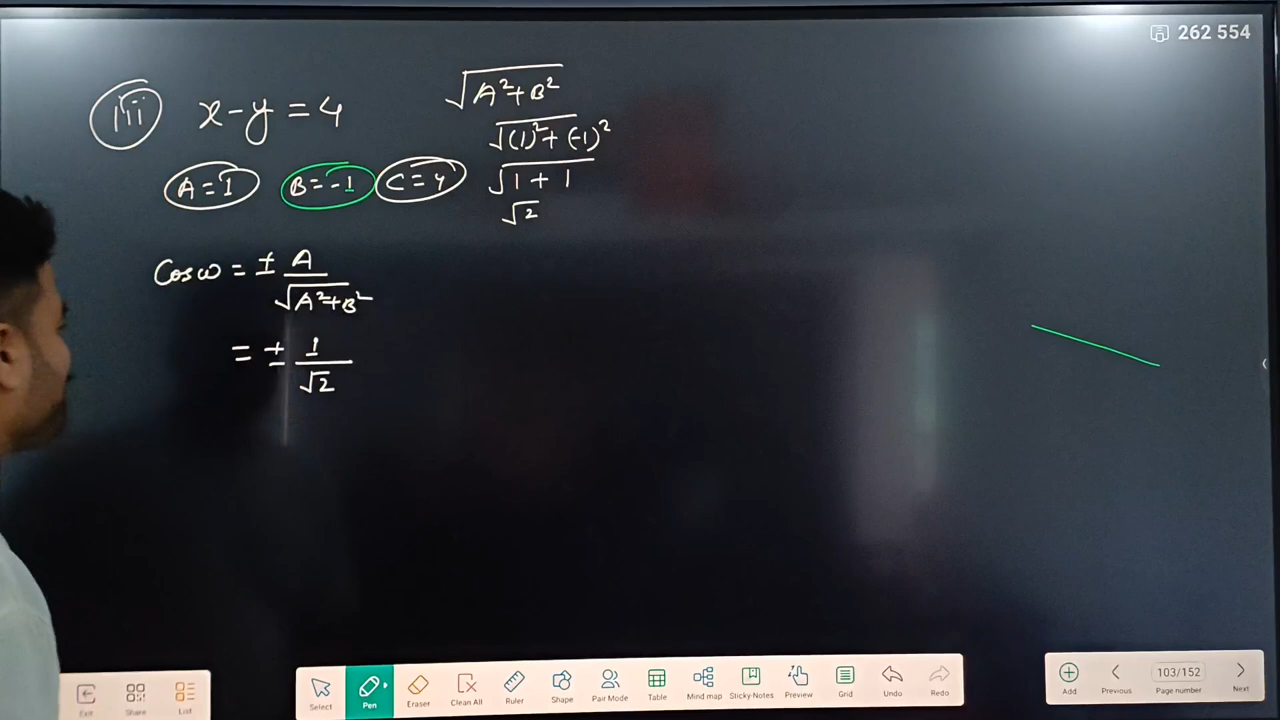 262 554
iii x-y = 4
A = 1 B = -1 C = 4
√A²+B²
√(1)²+(-1)²
√1 + 1
√2
Cos ω = ± A/√A²+B²
= ± 1/√2
Exit Share List
Select Pen Eraser Clean All Ruler Shape Pair Mode Table Mind map Sticky-Notes Preview Grid Undo Redo
Add Previous 103/152 Page number Next